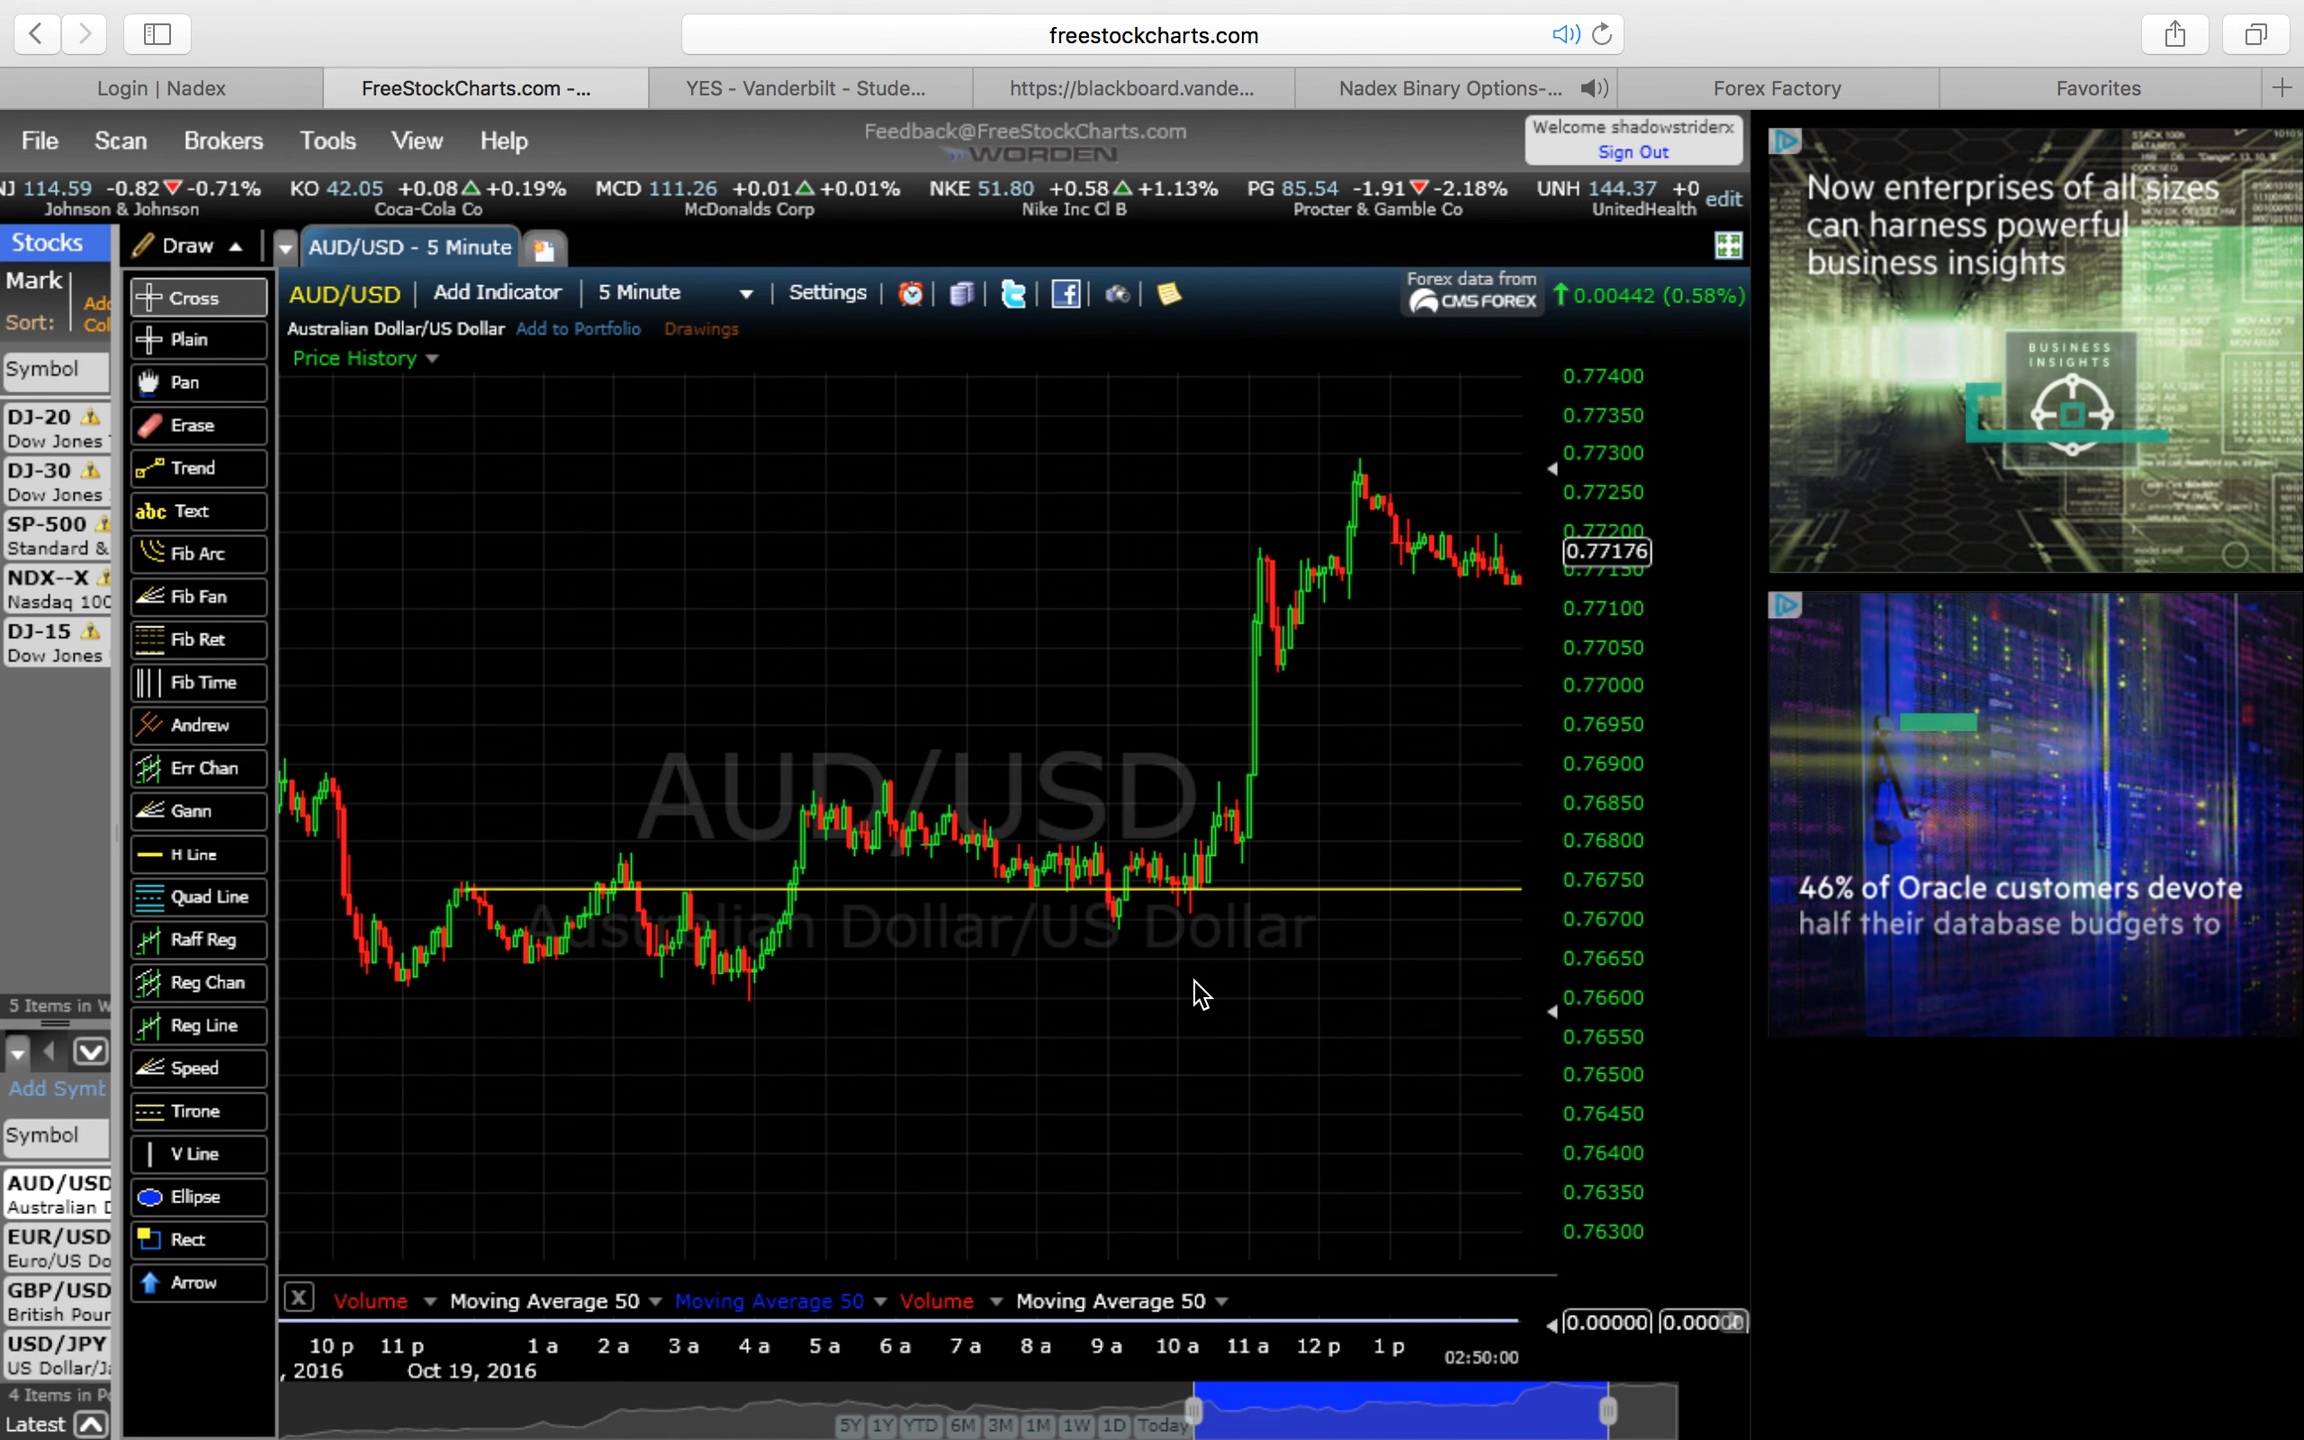 freestockcharts.com
Login | Nadex
FreeStockCharts.com -...
YES - Vanderbilt - Stude...
https://blackboard.vande...
Nadex Binary Options-...
Forex Factory
Favorites
File Scan Brokers Tools View Help
Feedback@FreeStockCharts.com
WORDEN
Welcome shadowstriderx
Sign Out
NJ 114.59 -0.82 -0.71% KO 42.05 +0.08 +0.19% MCD 111.26 +0.01 +0.01% NKE 51.80 +0.58 +1.13% PG 85.54 -1.91 -2.18% UNH 144.37 +0
Johnson & Johnson Coca-Cola Co McDonalds Corp Nike Inc Cl B Procter & Gamble Co UnitedHealth
edit
Stocks
Mark
Sort:
Add
Col
Symbol
DJ-20
Dow Jones
DJ-30
Dow Jones
SP-500
Standard &
NDX--X
Nasdaq 100
DJ-15
Dow Jones
5 Items in W
Add Symb
Symbol
AUD/USD
Australian D
EUR/USD
Euro/US Do
GBP/USD
British Pour
USD/JPY
US Dollar/Ja
4 Items in Po
Latest
Draw
Cross
Plain
Pan
Erase
Trend
abc Text
Fib Arc
Fib Fan
Fib Ret
Fib Time
Andrew
Err Chan
Gann
H Line
Quad Line
Raff Reg
Reg Chan
Reg Line
Speed
Tirone
V Line
Ellipse
Rect
Arrow
AUD/USD - 5 Minute
AUD/USD Add Indicator 5 Minute Settings
Forex data from
CMS FOREX
0.00442 (0.58%)
Australian Dollar/US Dollar Add to Portfolio Drawings
Price History
AUD/USD
Australian Dollar/US Dollar
0.77400
0.77350
0.77300
0.77250
0.77200
0.77176
0.77150
0.77100
0.77050
0.77000
0.76950
0.76900
0.76850
0.76800
0.76750
0.76700
0.76650
0.76600
0.76550
0.76500
0.76450
0.76400
0.76350
0.76300
X Volume Moving Average 50 Moving Average 50 Volume Moving Average 50
0.00000
10 p 11 p 1 a 2 a 3 a 4 a 5 a 6 a 7 a 8 a 9 a 10 a 11 a 12 p 1 p 02:50:00
, 2016 Oct 19, 2016
5Y 1Y YTD 6M 3M 1M 1W 1D Today
Now enterprises of all sizes
can harness powerful
business insights
BUSINESS
INSIGHTS
46% of Oracle customers devote
half their database budgets to